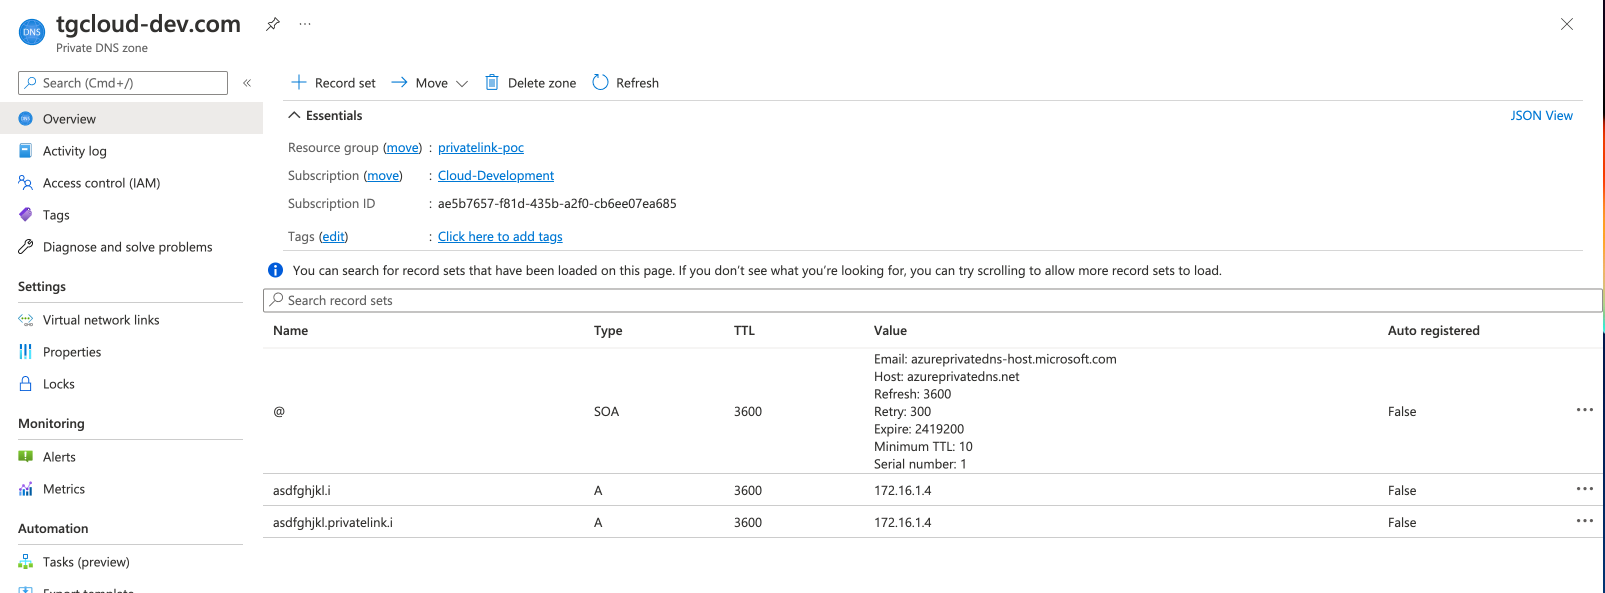 DNS
tgcloud-dev.com
Private DNS zone
Search (Cmd+/)
«
Overview
Activity log
Access control (IAM)
Tags
Diagnose and solve problems
Settings
Virtual network links
Properties
Locks
Monitoring
Alerts
Metrics
Automation
Tasks (preview)
Export template
Record set
Move
Delete zone
Refresh
Essentials
JSON View
Resource group (move) : privatelink-poc
Subscription (move) : Cloud-Development
Subscription ID : ae5b7657-f81d-435b-a2f0-cb6ee07ea685
Tags (edit) : Click here to add tags
You can search for record sets that have been loaded on this page. If you don't see what you're looking for, you can try scrolling to allow more record sets to load.
Search record sets
Name Type TTL Value Auto registered
Email: azureprivatedns-host.microsoft.com
Host: azureprivatedns.net
Refresh: 3600
@ SOA 3600 Retry: 300 False
Expire: 2419200
Minimum TTL: 10
Serial number: 1
asdfghjkl.i A 3600 172.16.1.4 False
asdfghjkl.privatelink.i A 3600 172.16.1.4 False